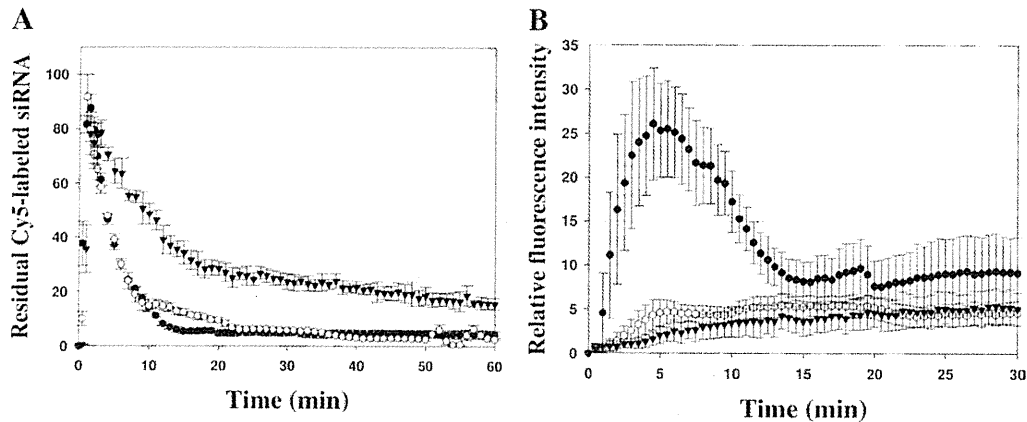 A
Residual Cy5-labeled siRNA
100
80
60
40
20
0
0 10 20 30 40 50 60
Time (min)
B
Relative fluorescence intensity
35
30
25
20
15
10
5
0
0 5 10 15 20 25 30
Time (min)